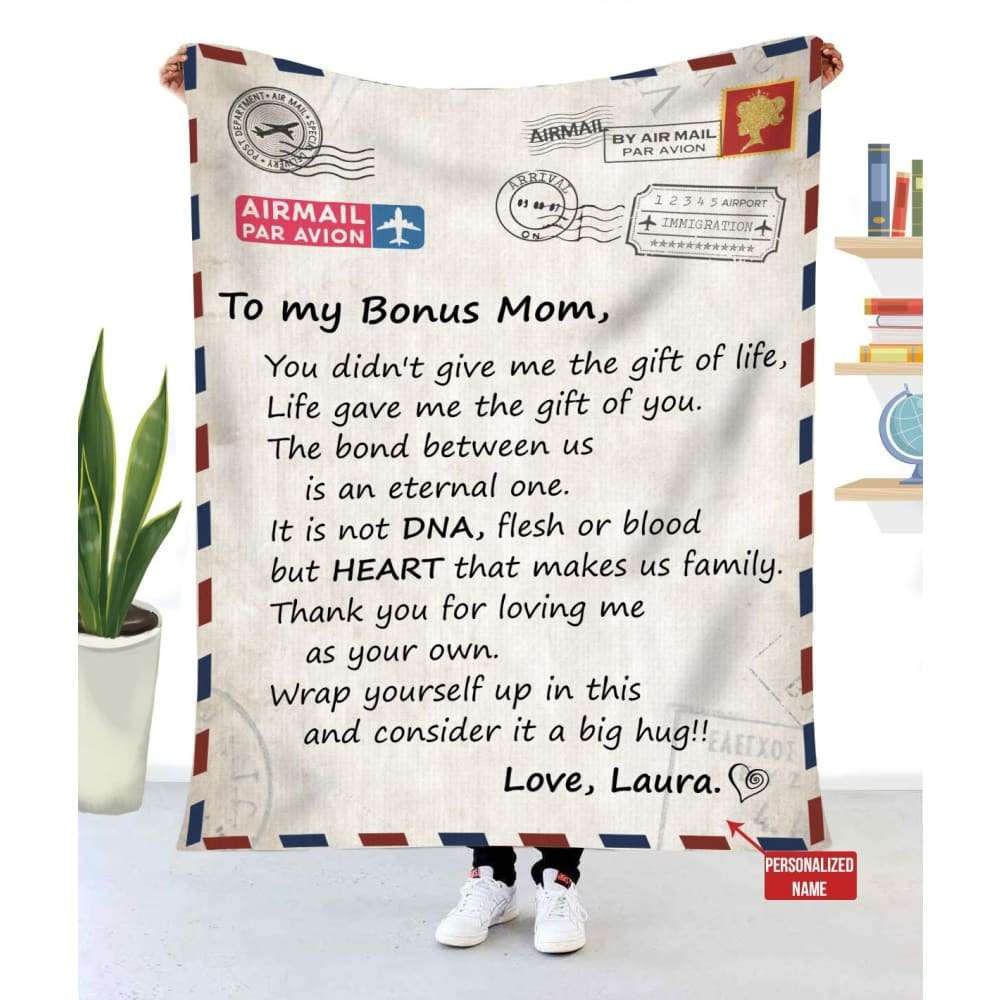 POST DEPARTMENT • AIR MAIL • SPECIAL DELIVERY •
AIRMAIL
BY AIR MAIL
PAR AVION
AIRMAIL
PAR AVION
ARRIVAL
ON
1 2 3 4 5 AIRPORT
IMMIGRATION
To my Bonus Mom,
You didn't give me the gift of life,
Life gave me the gift of you.
The bond between us
is an eternal one.
It is not DNA, flesh or blood
but HEART that makes us family.
Thank you for loving me
as your own.
Wrap yourself up in this
and consider it a big hug!!
ΕΛΕΓΧΟΣ
Love, Laura.
PERSONALIZED
NAME